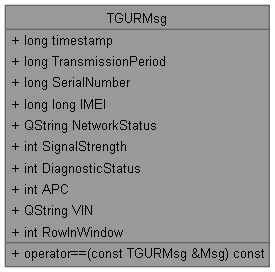 TGURMsg
+ long timestamp
+ long TransmissionPeriod
+ long SerialNumber
+ long long IMEI
+ QString NetworkStatus
+ int SignalStrength
+ int DiagnosticStatus
+ int APC
+ QString VIN
+ int RowInWindow
+ operator==(const TGURMsg &Msg) const